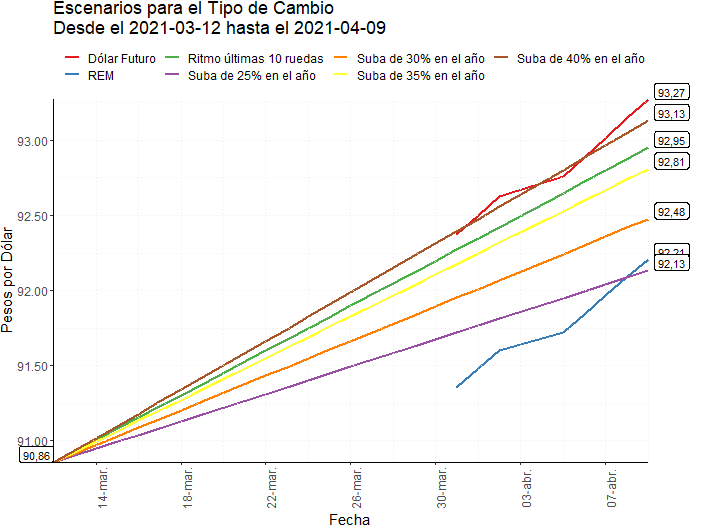 Escenarios para el Tipo de Cambio
Desde el 2021-03-12 hasta el 2021-04-09
Dólar Futuro
Ritmo últimas 10 ruedas
Suba de 30% en el año
Suba de 40% en el año
REM
Suba de 25% en el año
Suba de 35% en el año
93,27
93,13
92,95
92,81
92,48
92,21
92,13
90,86
93.00
92.50
92.00
91.50
91.00
Pesos por Dólar
14-mar.
18-mar.
22-mar.
26-mar.
30-mar.
03-abr.
07-abr.
Fecha